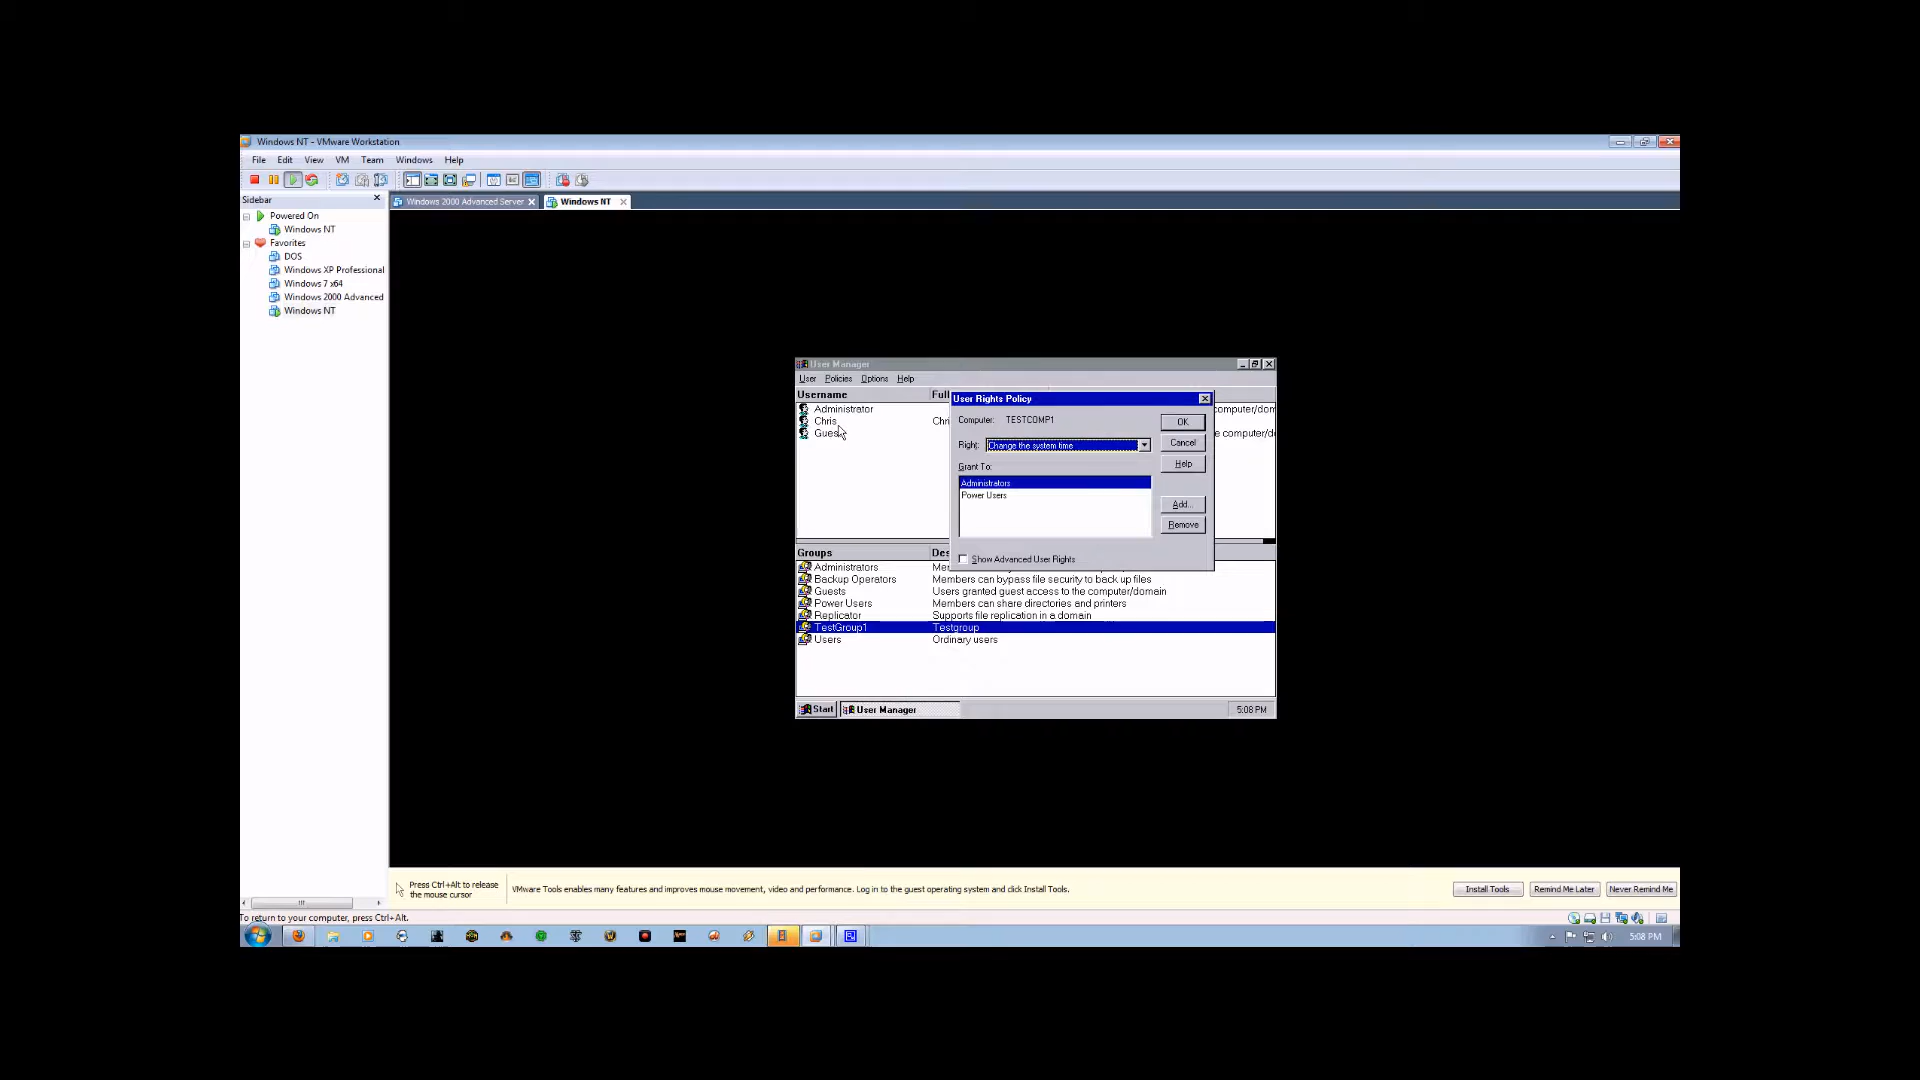 Windows NT - VMware Workstation
File Edit View VM Team Windows Help
Sidebar
Windows 2000 Advanced Server
Windows NT
Powered On
Windows NT
Favorites
DOS
Windows XP Professional
Windows 7 x64
Windows 2000 Advanced
Windows NT
User Manager
User Policies Options Help
Username Full
Administrator computer/dom
Chris Chri
Gues e computer/do
User Rights Policy
Computer: TESTCOMP1
Right: Change the system time
Grant To:
Administrators
Power Users
OK
Cancel
Help
Add...
Remove
Show Advanced User Rights
Groups Des
Administrators Mem
Backup Operators Members can bypass file security to back up files
Guests Users granted guest access to the computer/domain
Power Users Members can share directories and printers
Replicator Supports file replication in a domain
TestGroup1 Testgroup
Users Ordinary users
Start User Manager 5:08 PM
Press Ctrl+Alt to release
the mouse cursor
VMware Tools enables many features and improves mouse movement, video and performance. Log in to the guest operating system and click Install Tools.
Install Tools Remind Me Later Never Remind Me
To return to your computer, press Ctrl+Alt.
5:08 PM